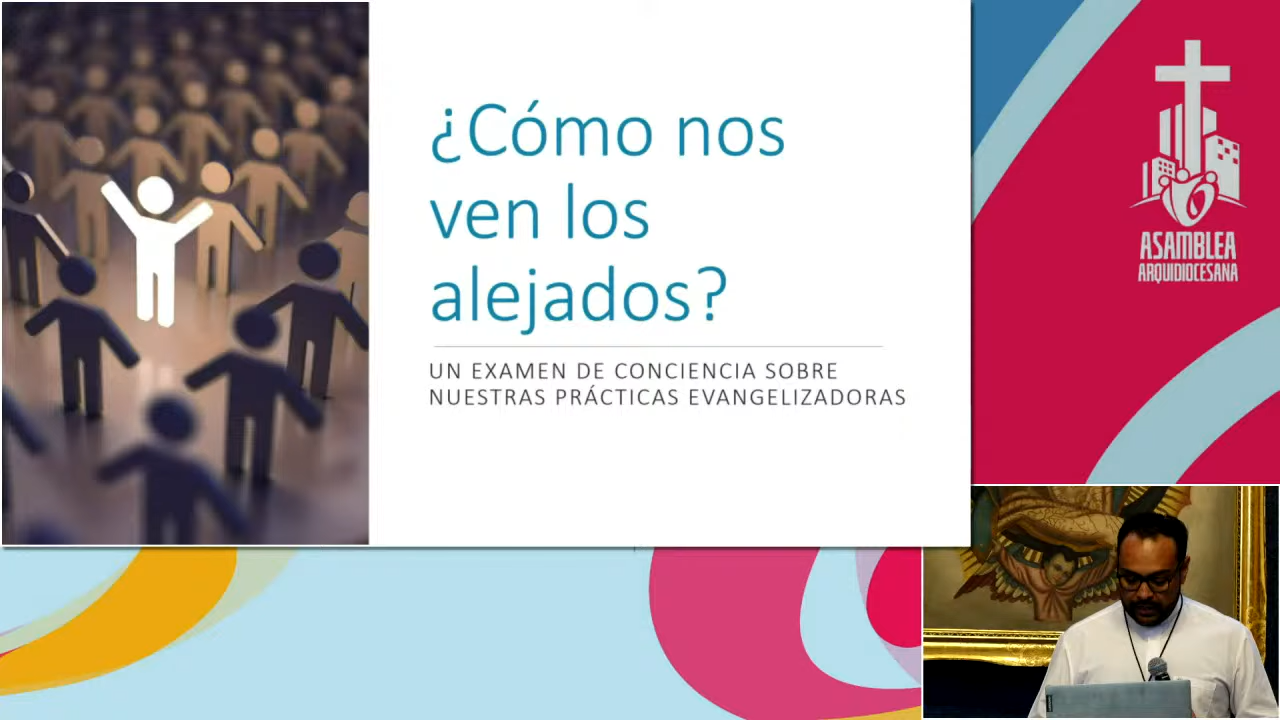 ¿Cómo nos
ven los
alejados?
UN EXAMEN DE CONCIENCIA SOBRE
NUESTRAS PRÁCTICAS EVANGELIZADORAS
ASAMBLEA
ARQUIDIOCESANA